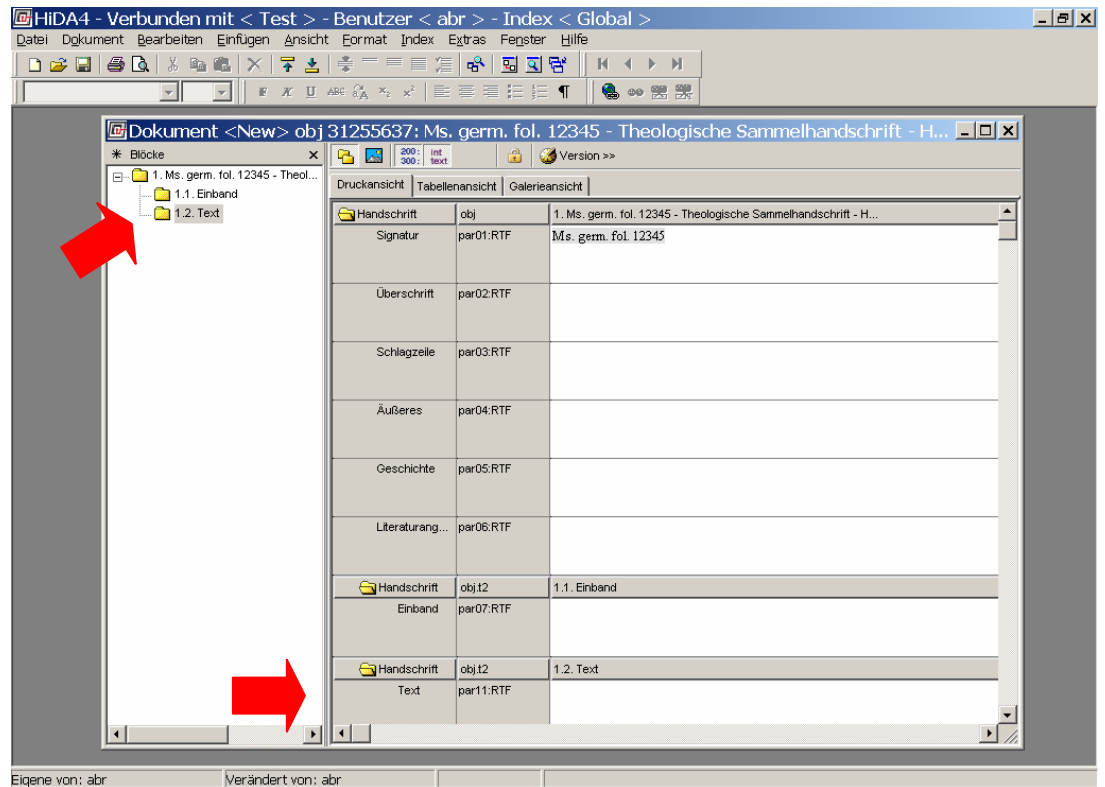 HiDA4 - Verbunden mit < Test > - Benutzer < abr > - Index < Global >
Datei Dokument Bearbeiten Einfügen Ansicht Format Index Extras Fenster Hilfe
F K U ABC
Dokument <New> obj 31255637: Ms. germ. fol. 12345 - Theologische Sammelhandschrift - H...
Blöcke
200: Int
300: text
Version >>
1. Ms. germ. fol. 12345 - Theol...
1.1. Einband
1.2. Text
Druckansicht Tabellenansicht Galerieansicht
Handschrift obj 1. Ms. germ. fol. 12345 - Theologische Sammelhandschrift - H...
Signatur par01:RTF Ms. germ. fol. 12345
Überschrift par02:RTF
Schlagzeile par03:RTF
Äußeres par04:RTF
Geschichte par05:RTF
Literaturang... par06:RTF
Handschrift obj.t2 1.1. Einband
Einband par07:RTF
Handschrift obj.t2 1.2. Text
Text par11:RTF
Eigene von: abr Verändert von: abr